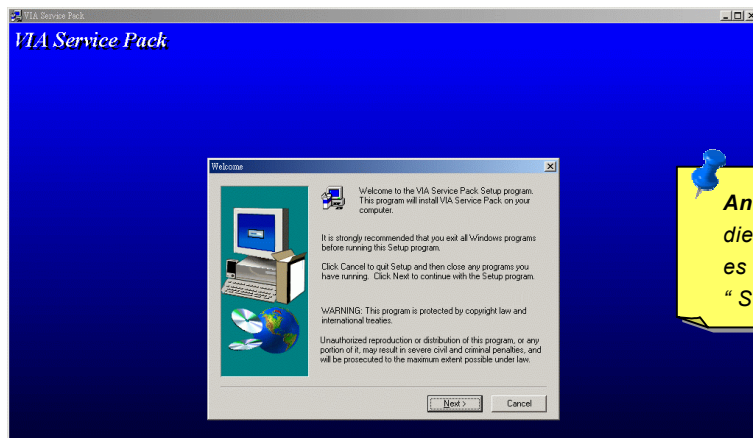 VIA Service Pack
VIA Service Pack
Welcome
Welcome to the VIA Service Pack Setup program.
This program will install VIA Service Pack on your
computer.
It is strongly recommended that you exit all Windows programs
before running this Setup program.
Click Cancel to quit Setup and then close any programs you
have running. Click Next to continue with the Setup program.
WARNING: This program is protected by copyright law and
international treaties.
Unauthorized reproduction or distribution of this program, or any
portion of it, may result in severe civil and criminal penalties, and
will be prosecuted to the maximum extent possible under law.
Next >
Cancel
An
die
es
“ S